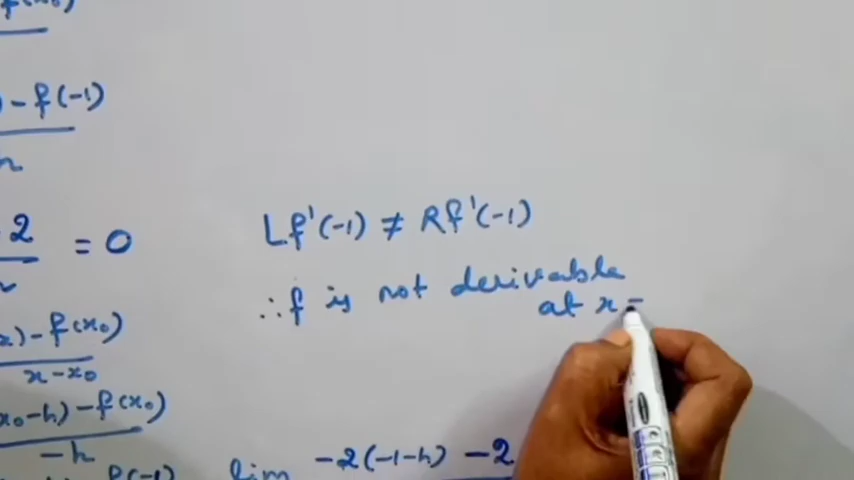 f(x₀)
) - f(-1)
h
2 = 0
Lf'(-1) ≠ Rf'(-1)
∴ f is not derivable
at x =
) - f(x₀)
x - x₀
x₀-h) - f(x₀)
-h
f(-1) lim -2(-1-h) - 2